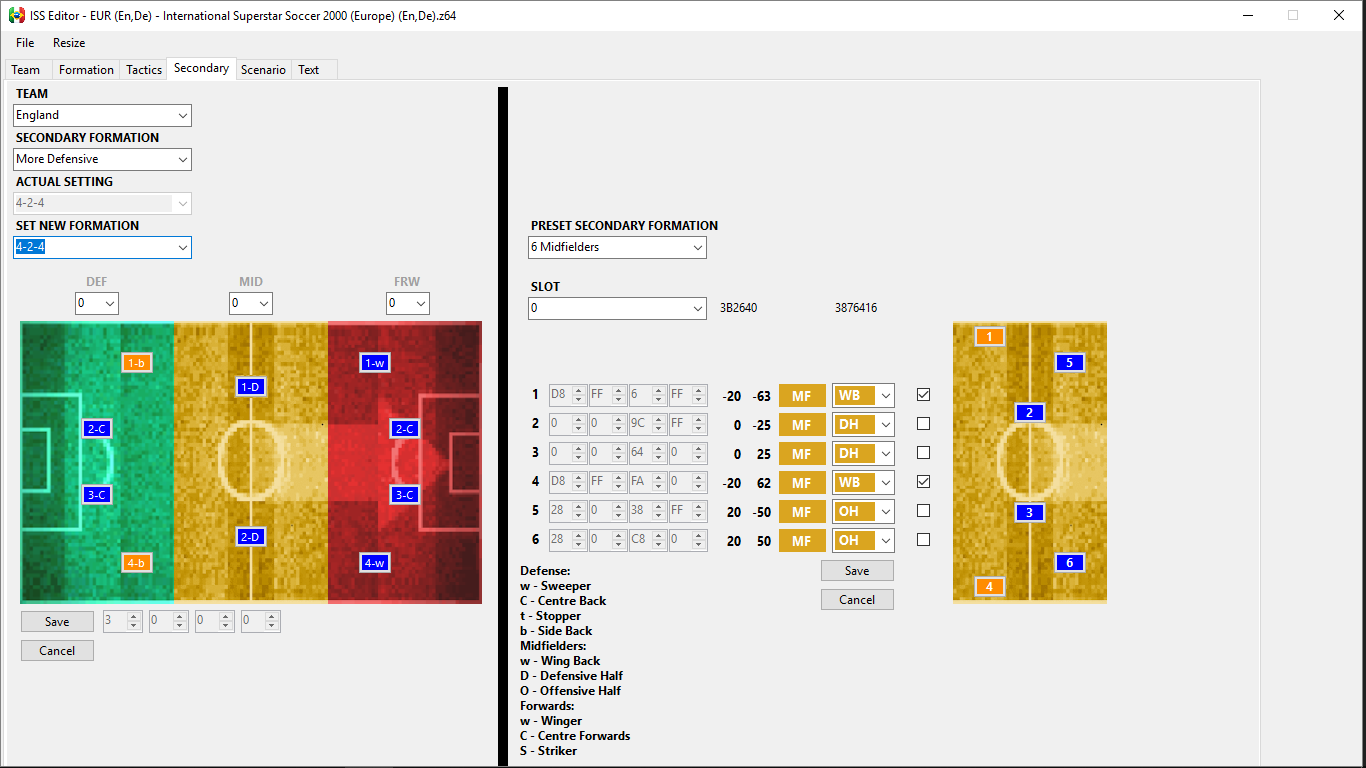 ISS Editor - EUR (En,De) - International Superstar Soccer 2000 (Europe) (En,De).z64
File Resize
Team Formation Tactics Secondary Scenario Text
TEAM
England
SECONDARY FORMATION
More Defensive
ACTUAL SETTING
4-2-4
SET NEW FORMATION
4-2-4
DEF MID FRW
0 0 0
1-b 1-w
1-D
2-C 2-C
3-C 3-C
2-D
4-b 4-w
Save 3 0 0 0
Cancel
PRESET SECONDARY FORMATION
6 Midfielders
SLOT
0 3B2640 3876416
1 D8 FF 6 FF -20 -63 MF WB
2 0 0 9C FF 0 -25 MF DH
3 0 0 64 0 0 25 MF DH
4 D8 FF FA 0 -20 62 MF WB
5 28 0 38 FF 20 -50 MF OH
6 28 0 C8 0 20 50 MF OH
Save
Cancel
Defense:
w - Sweeper
C - Centre Back
t - Stopper
b - Side Back
Midfielders:
w - Wing Back
D - Defensive Half
O - Offensive Half
Forwards:
w - Winger
C - Centre Forwards
S - Striker
1
5
2
3
6
4